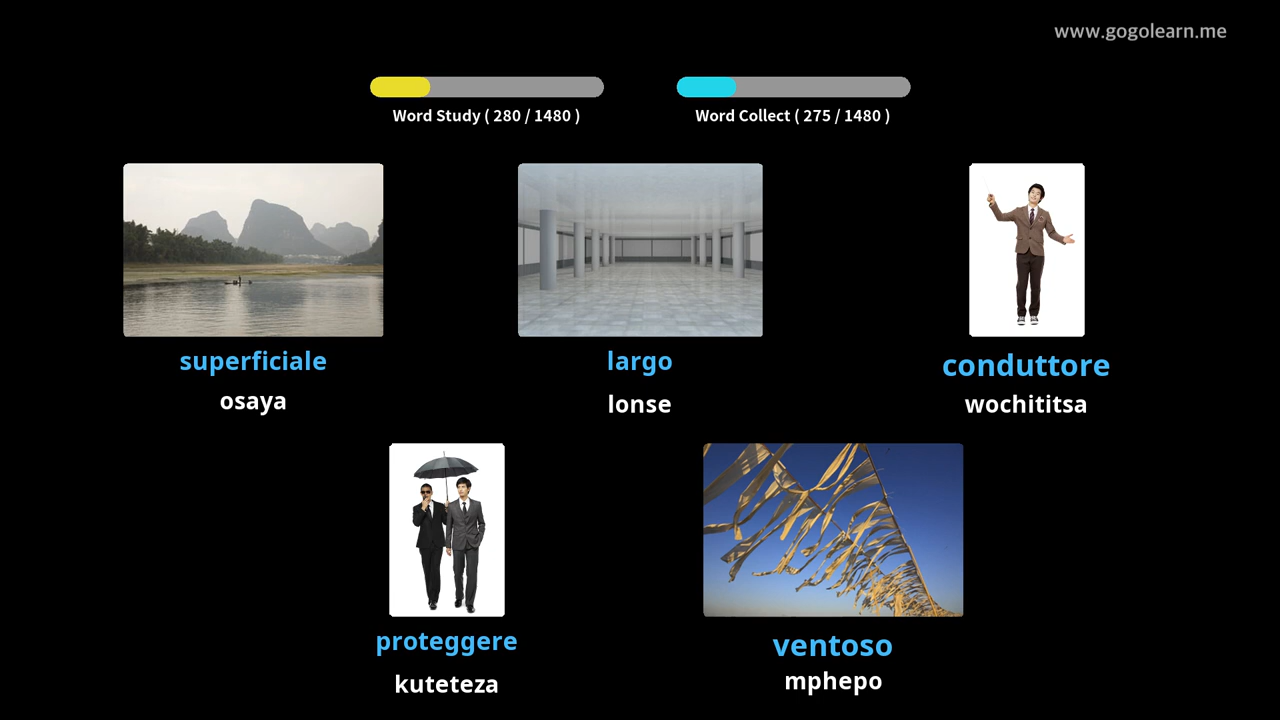 www.gogolearn.me
Word Study ( 280 / 1480 )
Word Collect ( 275 / 1480 )
superficiale
osaya
largo
lonse
conduttore
wochititsa
proteggere
kuteteza
ventoso
mphepo